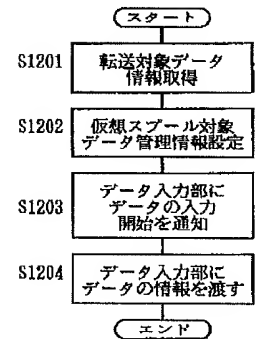 スタート
S1201
転送対象データ
情報取得
S1202
仮想スプール対象
データ管理情報設定
S1203
データ入力部に
データの入力
開始を通知
S1204
データ入力部に
データの情報を渡す
エンド